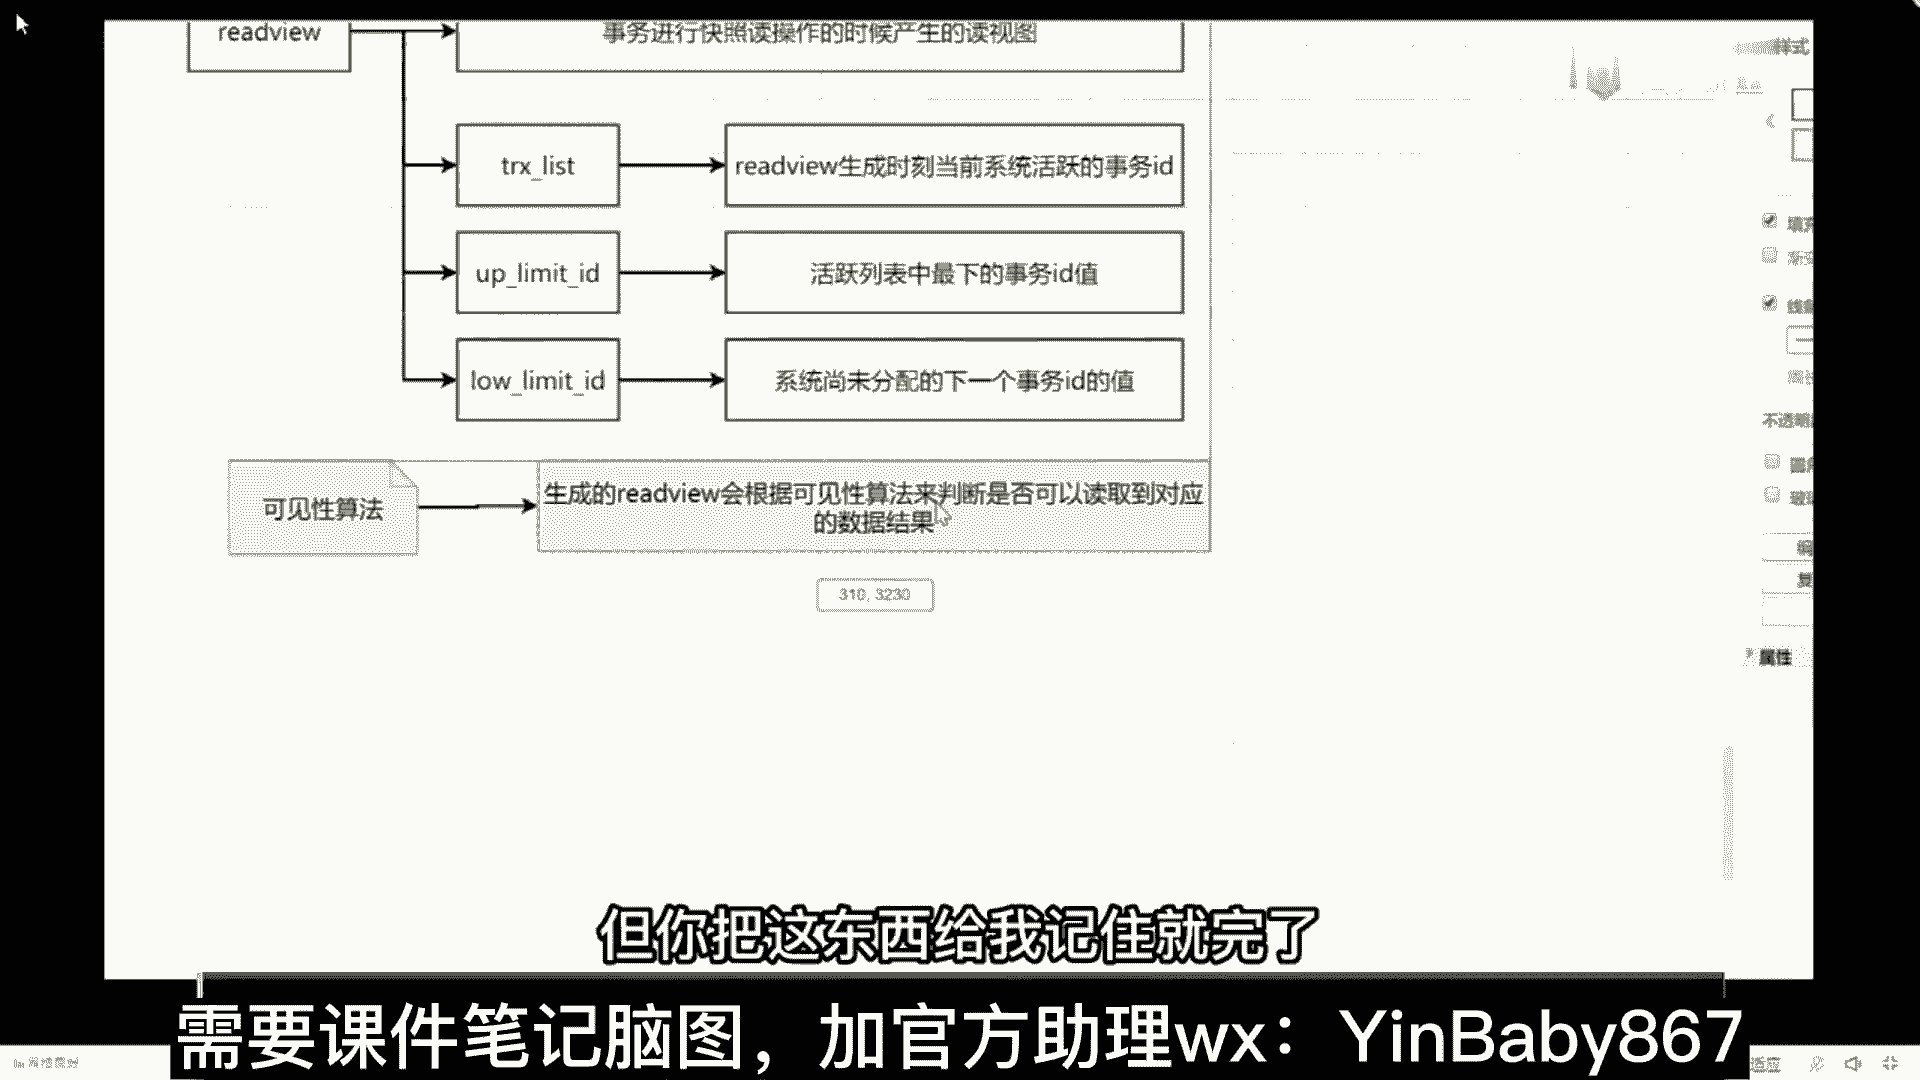 readview
事务进行快照读操作的时候产生的读视图
样式
trx_list
readview生成时刻当前系统活跃的事务id
up_limit_id
活跃列表中最下的事务id值
low_limit_id
系统尚未分配的下一个事务id的值
不透明
可见性算法
生成的readview会根据可见性算法来判断是否可以读取到对应
的数据结果
310, 3230
属性
但你把这东西给我记住就完了
需要课件笔记脑图，加官方助理wx：YinBaby867
适应